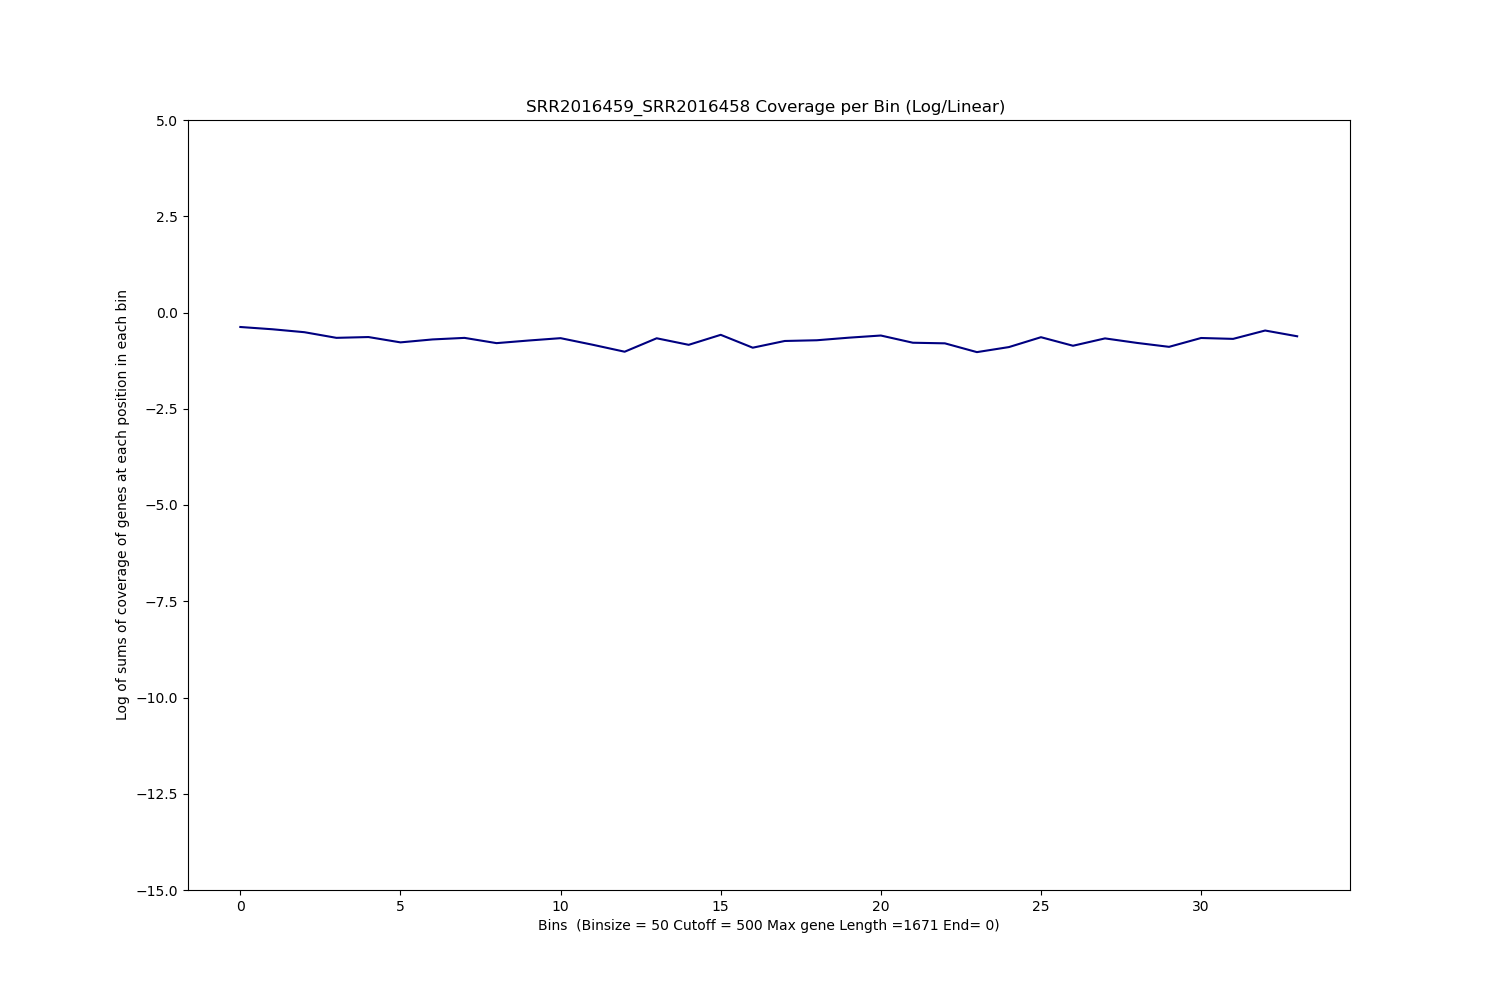 SRR2016459_SRR2016458 Coverage per Bin (Log/Linear)
5.0
2.5
0.0
−2.5
−5.0
−7.5
−10.0
−12.5
−15.0
Log of sums of coverage of genes at each position in each bin
0 5 10 15 20 25 30
Bins  (Binsize = 50 Cutoff = 500 Max gene Length =1671 End= 0)